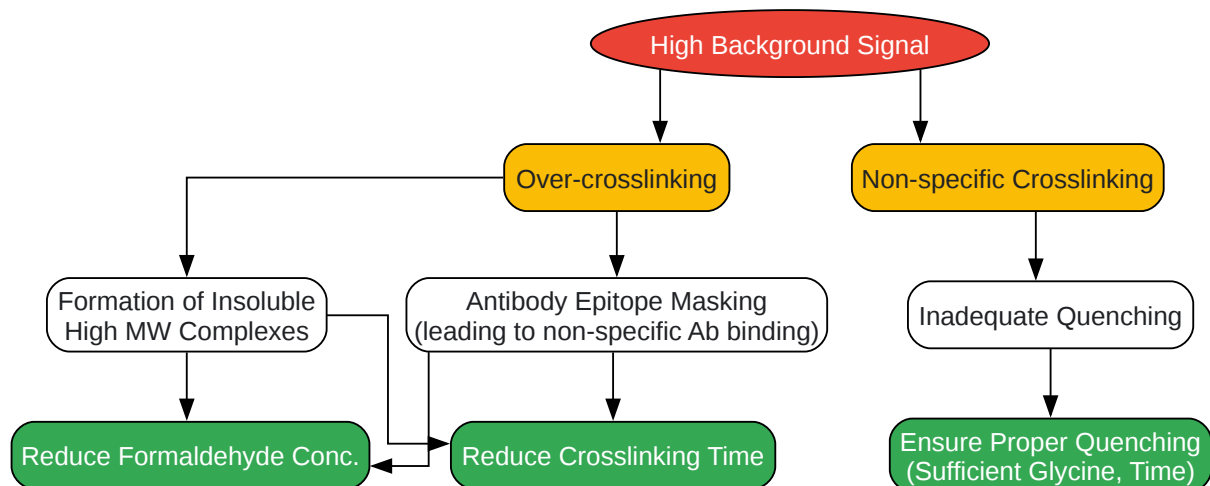 High Background Signal
Over-crosslinking
Non-specific Crosslinking
Formation of Insoluble
High MW Complexes
Antibody Epitope Masking
(leading to non-specific Ab binding)
Inadequate Quenching
Reduce Formaldehyde Conc.
Reduce Crosslinking Time
Ensure Proper Quenching
(Sufficient Glycine, Time)